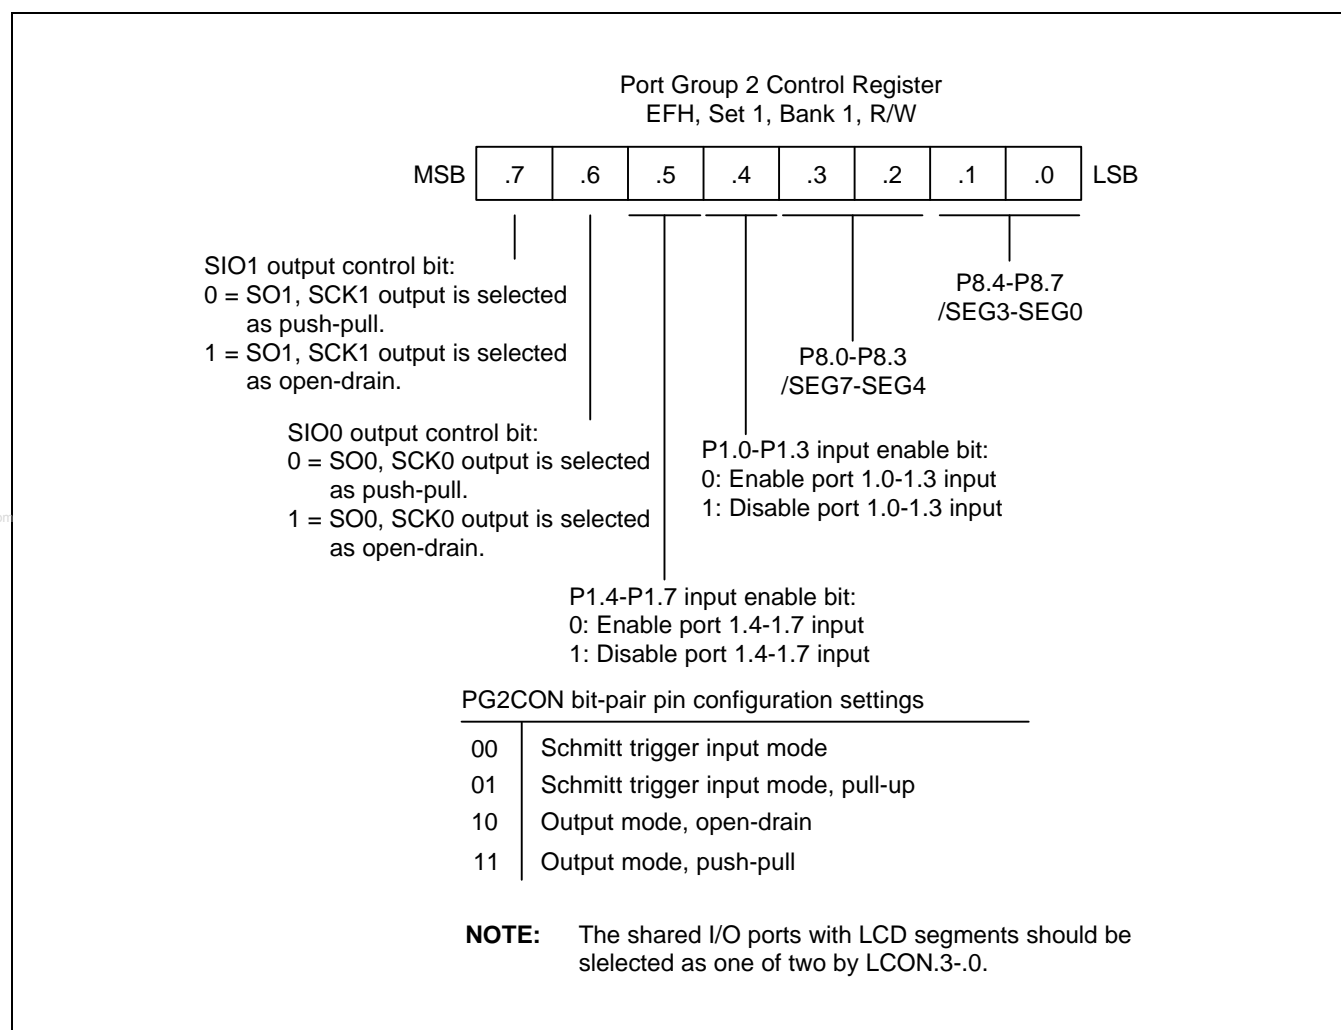 Port Group 2 Control Register
EFH, Set 1, Bank 1, R/W
MSB .7 .6 .5 .4 .3 .2 .1 .0 LSB
SIO1 output control bit:
0 = SO1, SCK1 output is selected
as push-pull.
1 = SO1, SCK1 output is selected
as open-drain.
P8.4-P8.7
/SEG3-SEG0
P8.0-P8.3
/SEG7-SEG4
SIO0 output control bit:
0 = SO0, SCK0 output is selected
as push-pull.
1 = SO0, SCK0 output is selected
as open-drain.
P1.0-P1.3 input enable bit:
0: Enable port 1.0-1.3 input
1: Disable port 1.0-1.3 input
P1.4-P1.7 input enable bit:
0: Enable port 1.4-1.7 input
1: Disable port 1.4-1.7 input
PG2CON bit-pair pin configuration settings
00 Schmitt trigger input mode
01 Schmitt trigger input mode, pull-up
10 Output mode, open-drain
11 Output mode, push-pull
NOTE: The shared I/O ports with LCD segments should be
slelected as one of two by LCON.3-.0.